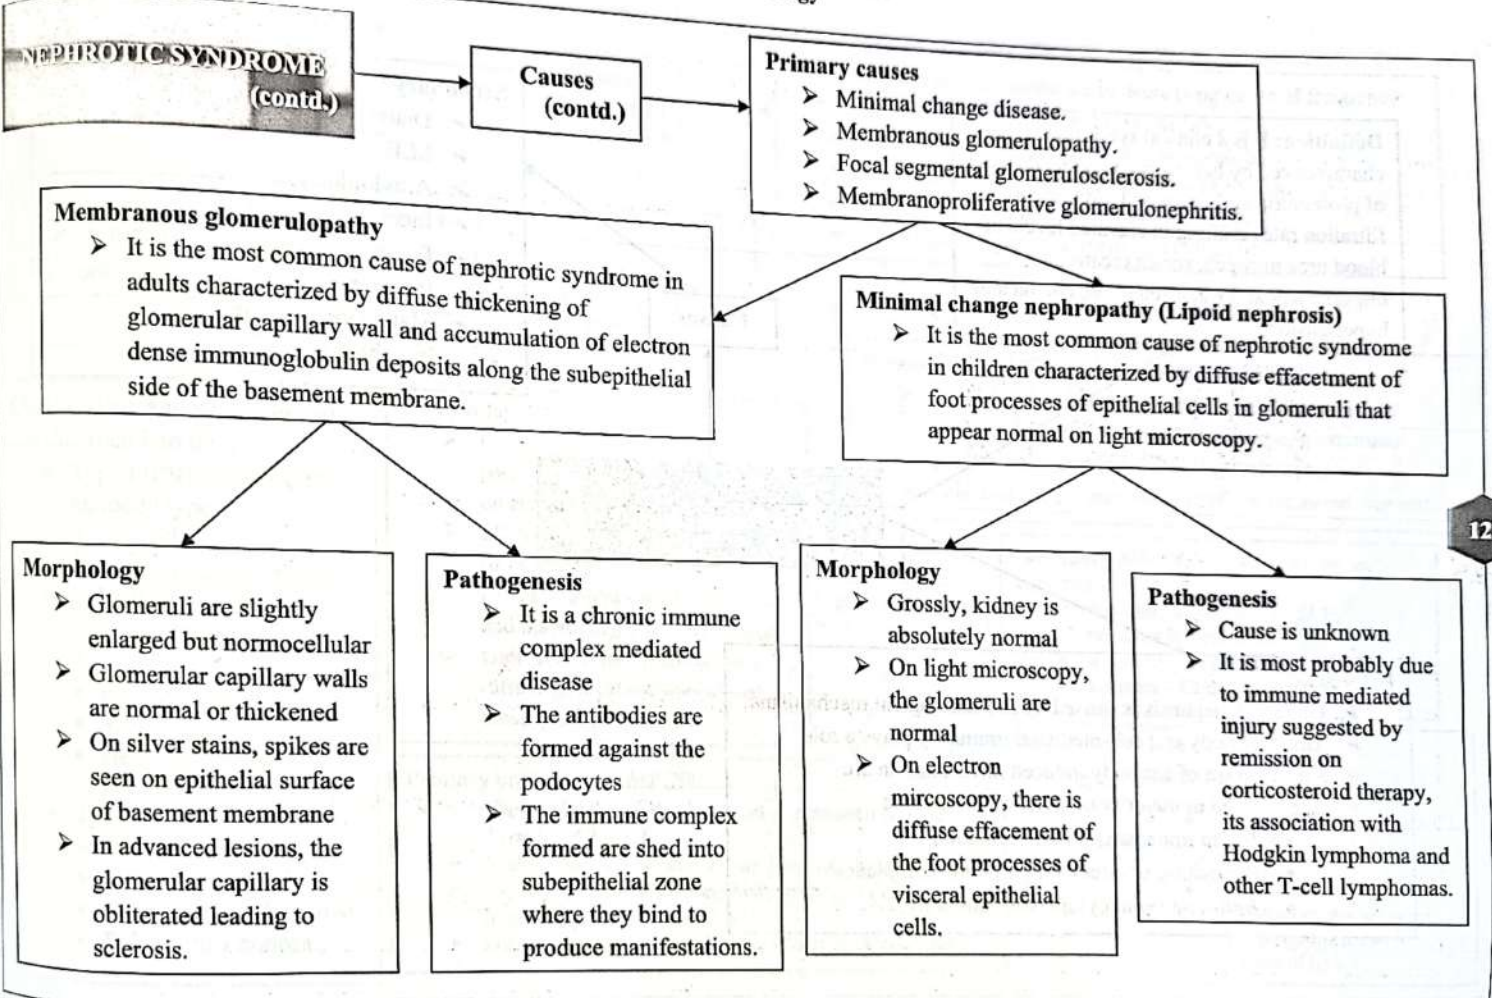 NEPHROTIC SYNDROME
(contd.)
Causes
(contd.)
Primary causes
➤ Minimal change disease.
➤ Membranous glomerulopathy.
➤ Focal segmental glomerulosclerosis.
➤ Membranoproliferative glomerulonephritis.
Membranous glomerulopathy
➤ It is the most common cause of nephrotic syndrome in
adults characterized by diffuse thickening of
glomerular capillary wall and accumulation of electron
dense immunoglobulin deposits along the subepithelial
side of the basement membrane.
Minimal change nephropathy (Lipoid nephrosis)
➤ It is the most common cause of nephrotic syndrome
in children characterized by diffuse effacetment of
foot processes of epithelial cells in glomeruli that
appear normal on light microscopy.
12
Morphology
➤ Glomeruli are slightly
enlarged but normocellular
➤ Glomerular capillary walls
are normal or thickened
➤ On silver stains, spikes are
seen on epithelial surface
of basement membrane
➤ In advanced lesions, the
glomerular capillary is
obliterated leading to
sclerosis.
Pathogenesis
➤ It is a chronic immune
complex mediated
disease
➤ The antibodies are
formed against the
podocytes
➤ The immune complex
formed are shed into
subepithelial zone
where they bind to
produce manifestations.
Morphology
➤ Grossly, kidney is
absolutely normal
➤ On light microscopy,
the glomeruli are
normal
➤ On electron
mircoscopy, there is
diffuse effacement of
the foot processes of
visceral epithelial
cells.
Pathogenesis
➤ Cause is unknown
➤ It is most probably due
to immune mediated
injury suggested by
remission on
corticosteroid therapy,
its association with
Hodgkin lymphoma and
other T-cell lymphomas.